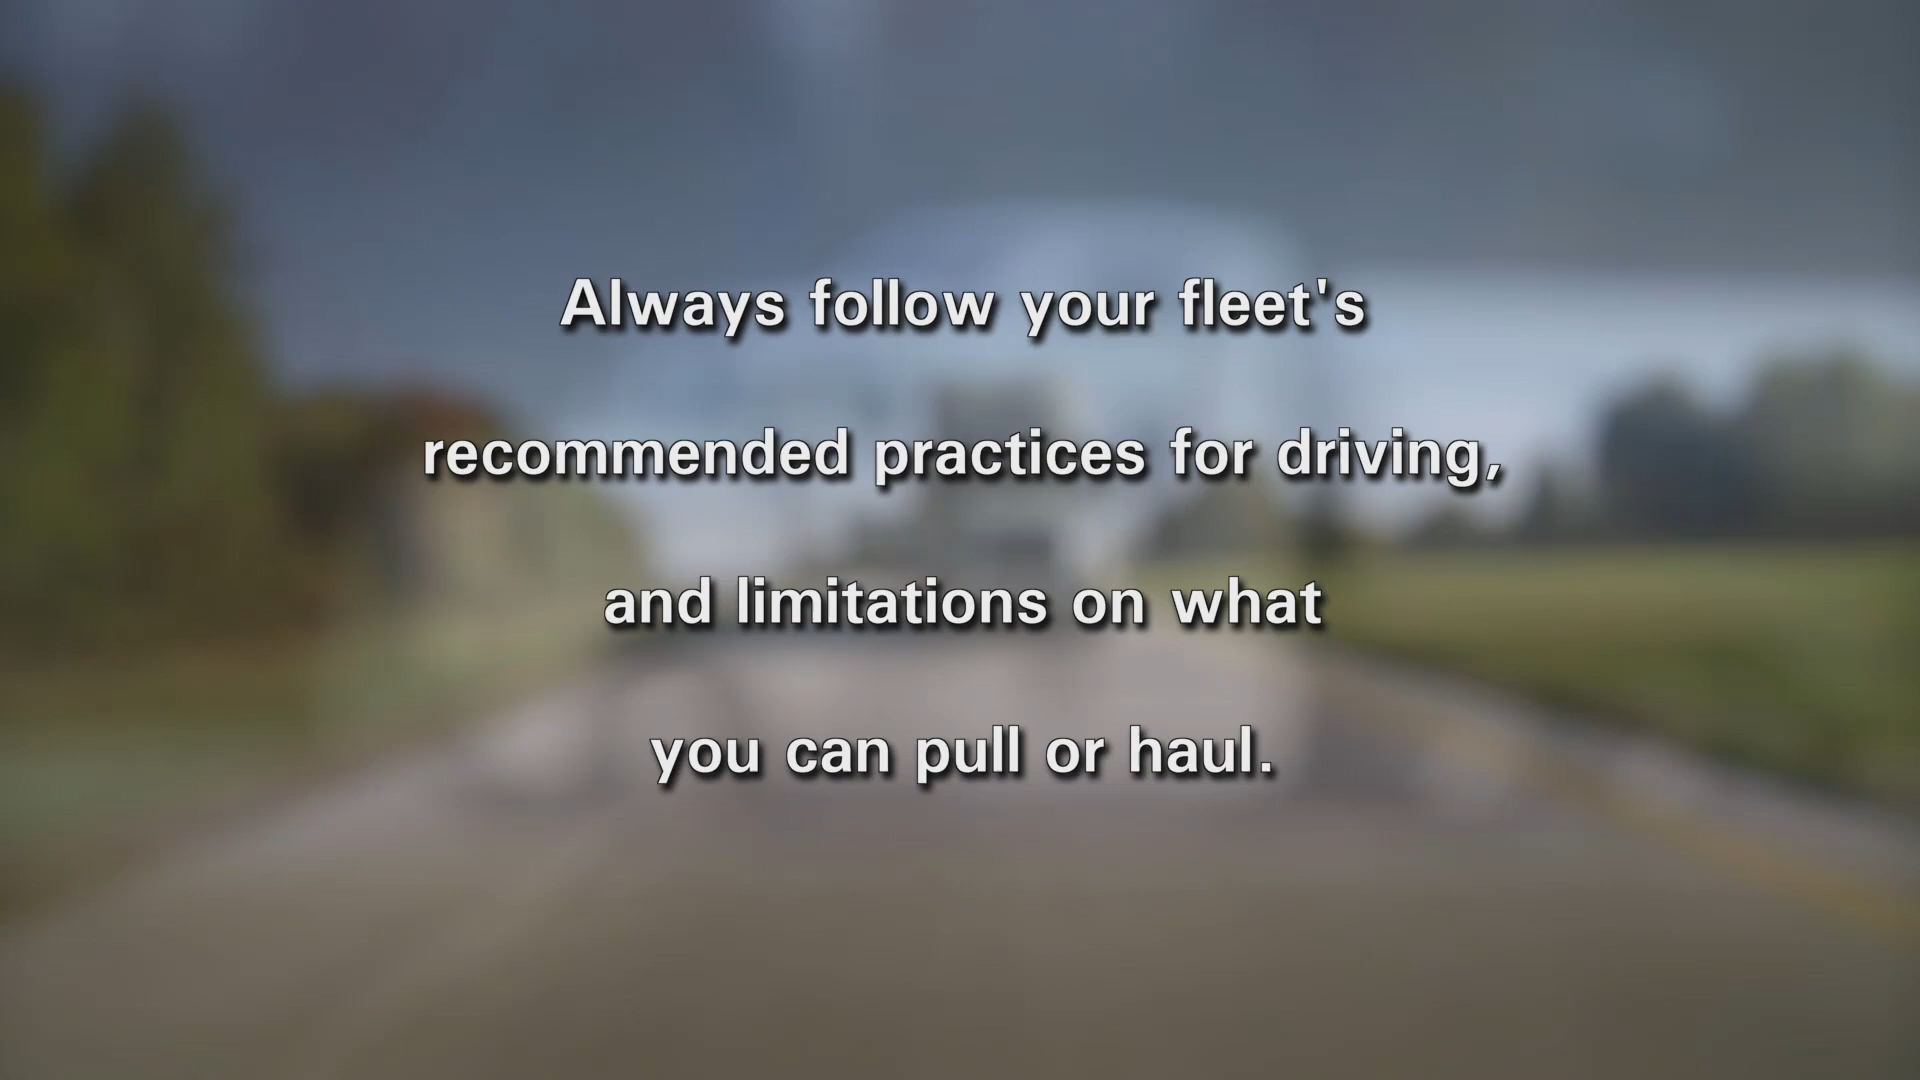 Always follow your fleet's
recommended practices for driving,
and limitations on what
you can pull or haul.